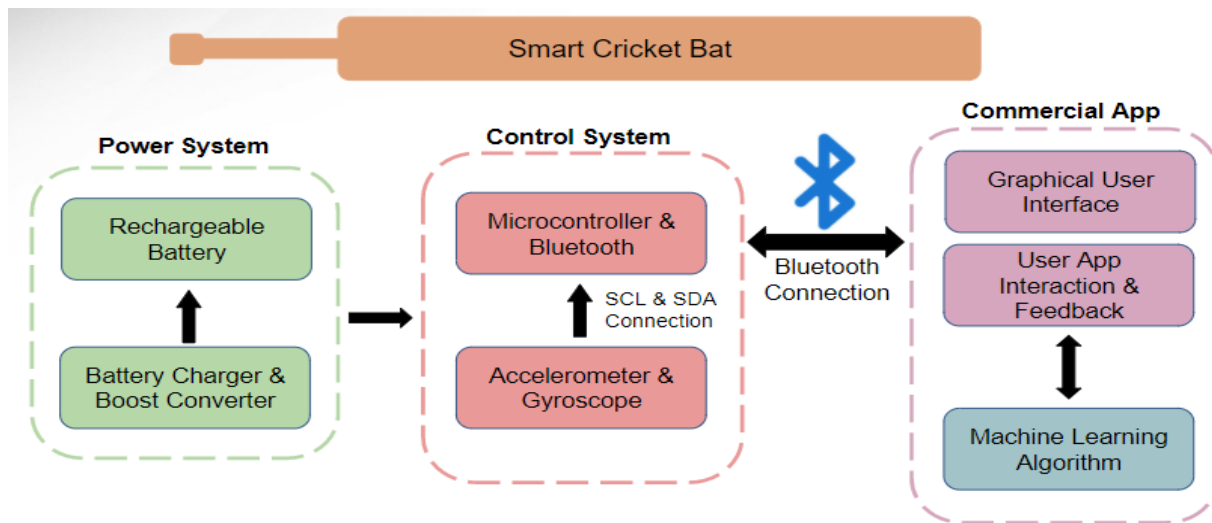 Smart Cricket Bat
Power System
Rechargeable
Battery
Battery Charger &
Boost Converter
Control System
Microcontroller &
Bluetooth
SCL & SDA
Connection
Accelerometer &
Gyroscope
Bluetooth
Connection
Commercial App
Graphical User
Interface
User App
Interaction &
Feedback
Machine Learning
Algorithm